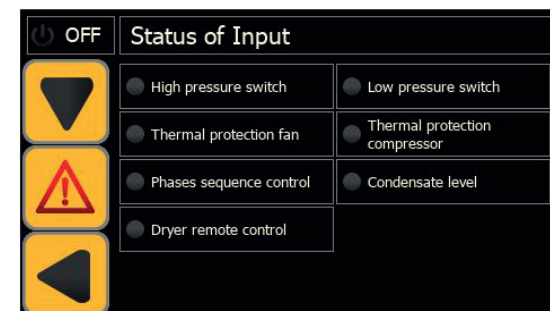 OFF
Status of Input
High pressure switch
Low pressure switch
Thermal protection fan
Thermal protection
compressor
Phases sequence control
Condensate level
Dryer remote control